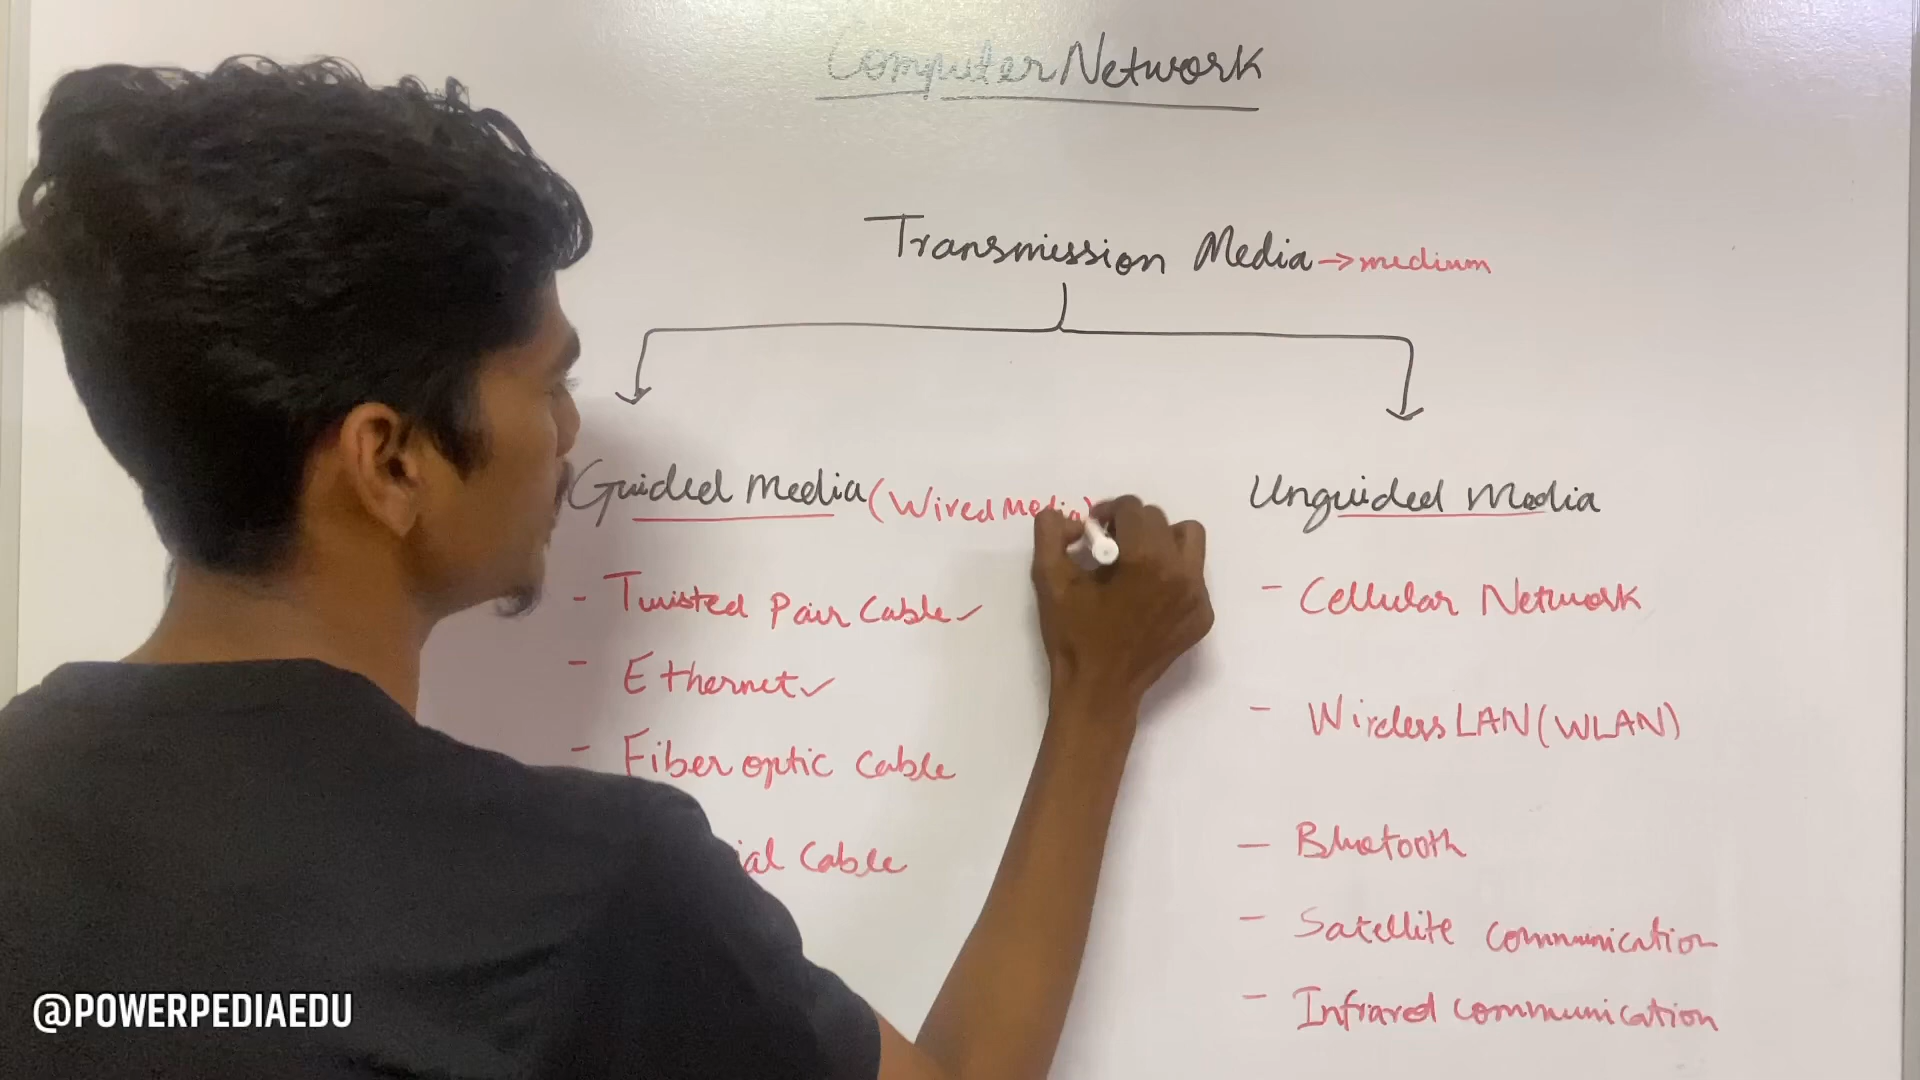 Computer Network
Transmission Media → medium
Guided Media (Wired Media)
- Twisted Pair Cable ✓
- Ethernet ✓
- Fiber optic Cable
Cable
Unguided Media
- Cellular Network
- Wireless LAN (WLAN)
- Bluetooth
- Satellite Communication
- Infrared Communication
@POWERPEDIAEDU